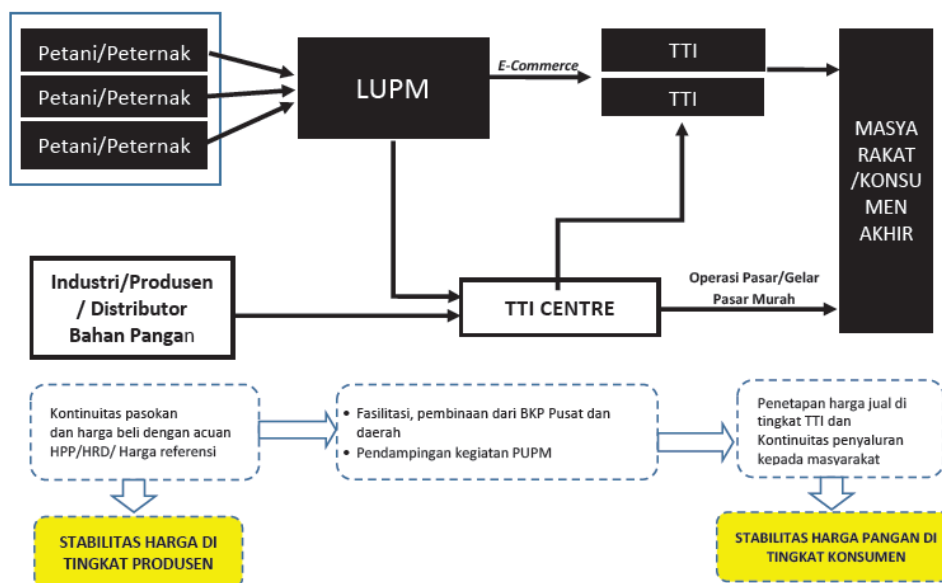 Petani/Peternak
Petani/Peternak
Petani/Peternak
LUPM
E-Commerce
TTI
TTI
MASYA
RAKAT
/KONSU
MEN
AKHIR
Industri/Produsen
/ Distributor
Bahan Pangan
TTI CENTRE
Operasi Pasar/Gelar
Pasar Murah
Kontinuitas pasokan
dan harga beli dengan acuan
HPP/HRD/ Harga referensi
• Fasilitasi, pembinaan dari BKP Pusat dan
daerah
• Pendampingan kegiatan PUPM
Penetapan harga jual di
tingkat TTI dan
Kontinuitas penyaluran
kepada masyarakat
STABILITAS HARGA DI
TINGKAT PRODUSEN
STABILITAS HARGA PANGAN DI
TINGKAT KONSUMEN